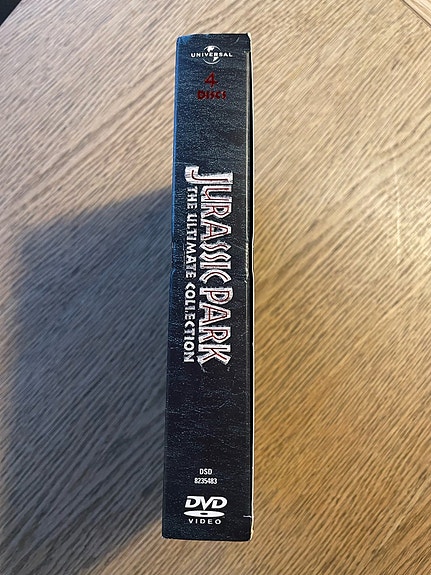 UNIVERSAL
4
DISCS
JURASSIC PARK
THE ULTIMATE COLLECTION
DSD
8235483
DVD
VIDEO